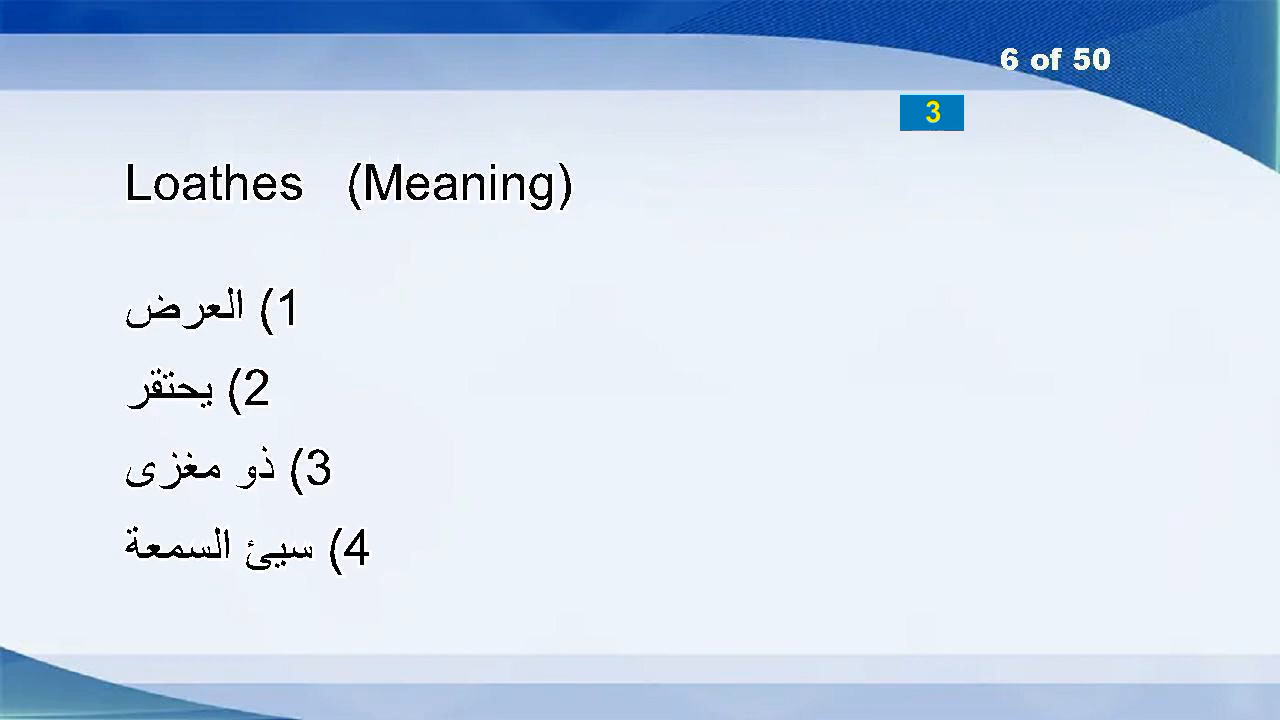 6 of 50
3
Loathes (Meaning)
1) العرض
2) يحتقر
3) ذو مغزى
4) سيئ السمعة